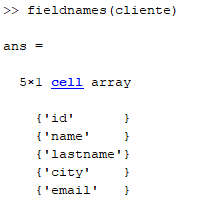 >> fieldnames(cliente)
ans =
5×1 cell array
{'id'      }
{'name'    }
{'lastname'}
{'city'    }
{'email'   }